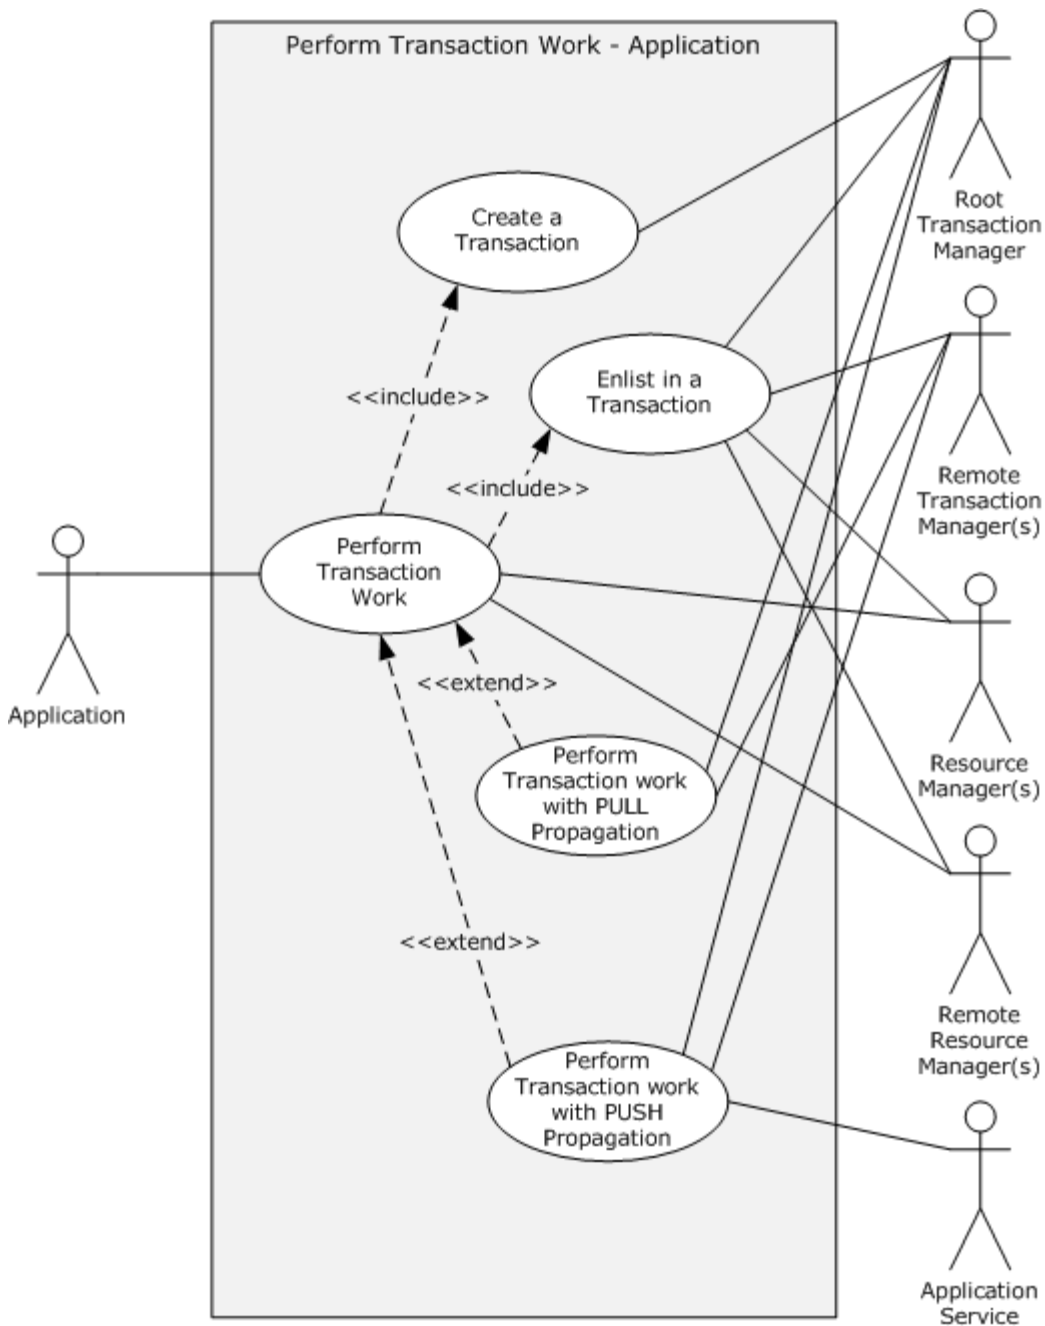 Perform Transaction Work - Application
Create a
Transaction
Root
Transaction
Manager
<<include>>
Enlist in a
Transaction
<<include>>
Remote
Transaction
Manager(s)
Perform
Transaction
Work
Application
<<extend>>
Perform
Transaction work
with PULL
Propagation
Resource
Manager(s)
<<extend>>
Remote
Resource
Manager(s)
Perform
Transaction work
with PUSH
Propagation
Application
Service